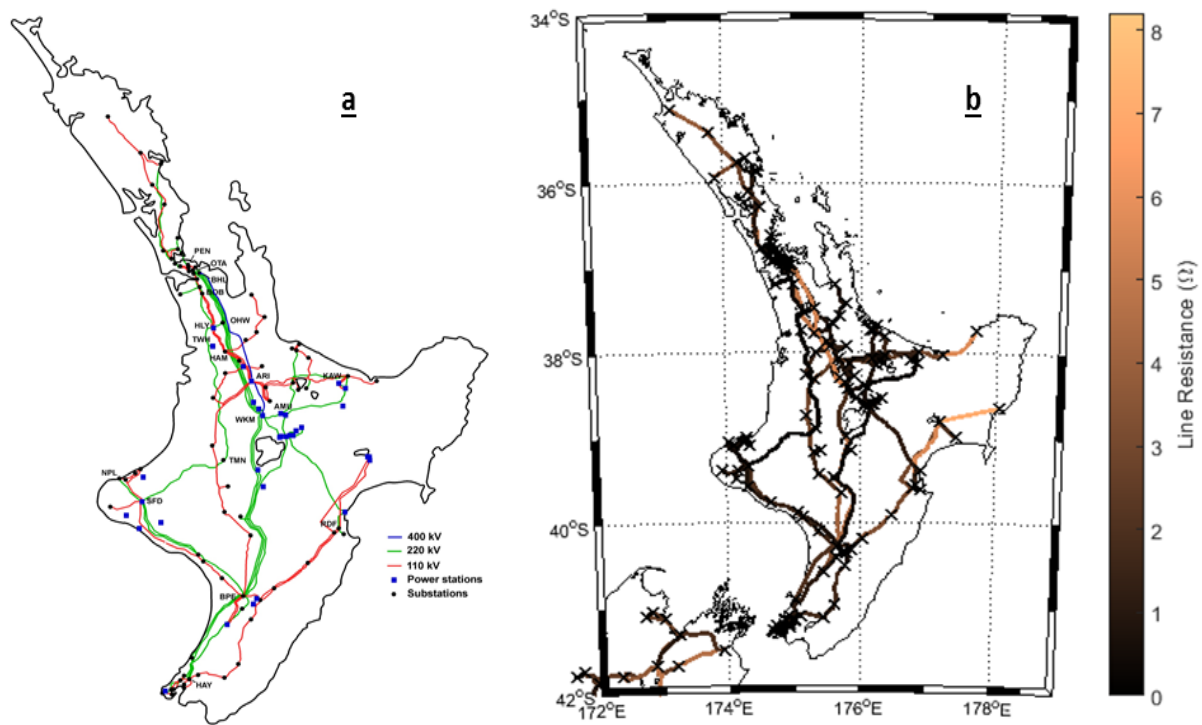 a
PEN
OTA
BHL
BOB
HLY
OHW
TWH
HAM
ARI
KAW
AMU
WKM
TMN
NPL
SFD
RDF
BPE
HAY
400 kV
220 kV
110 kV
Power stations
Substations
b
34°S
36°S
38°S
40°S
42°S
172°E
174°E
176°E
178°E
8
7
6
5
4
3
2
1
0
Line Resistance (Ω)